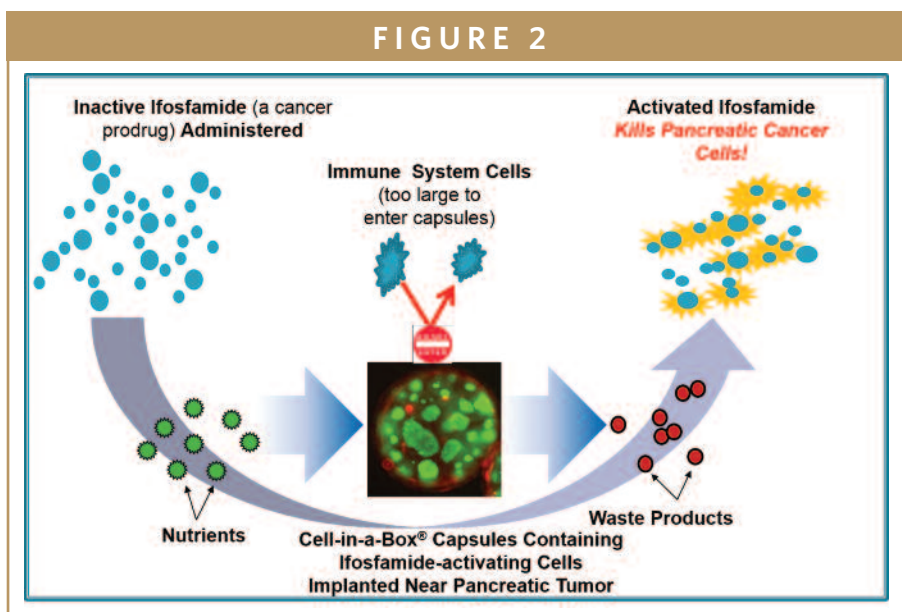 FIGURE 2
Inactive Ifosfamide (a cancer
prodrug) Administered
Activated Ifosfamide
Kills Pancreatic Cancer
Cells!
Immune System Cells
(too large to
enter capsules)
Nutrients
Waste Products
Cell-in-a-Box® Capsules Containing
Ifosfamide-activating Cells
Implanted Near Pancreatic Tumor